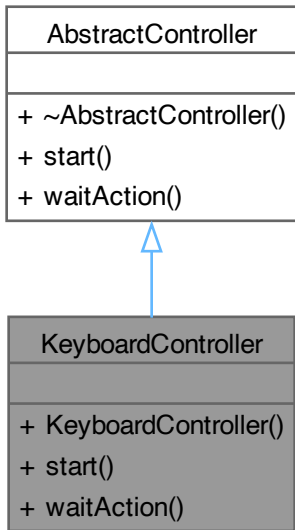 AbstractController
+ ~AbstractController()
+ start()
+ waitAction()
KeyboardController
+ KeyboardController()
+ start()
+ waitAction()